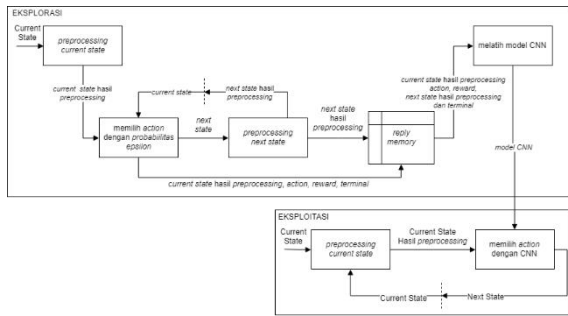 EKSPLORASI
Current
State
preprocessing
current state
current state hasil
preprocessing
current state
next state hasil
preprocessing
memilih action
dengan probabilitas
epsilon
next
state
preprocessing
next state
next state
hasil
preprocessing
reply
memory
current state hasil preprocessing, action, reward, terminal
current state hasil preprocessing
action, reward,
next state hasil preprocessing
dan terminal
melatih model CNN
model CNN
EKSPLOITASI
Current
State
preprocessing
current state
Current State
Hasil preprocessing
memilih action
dengan CNN
Current State
Next State